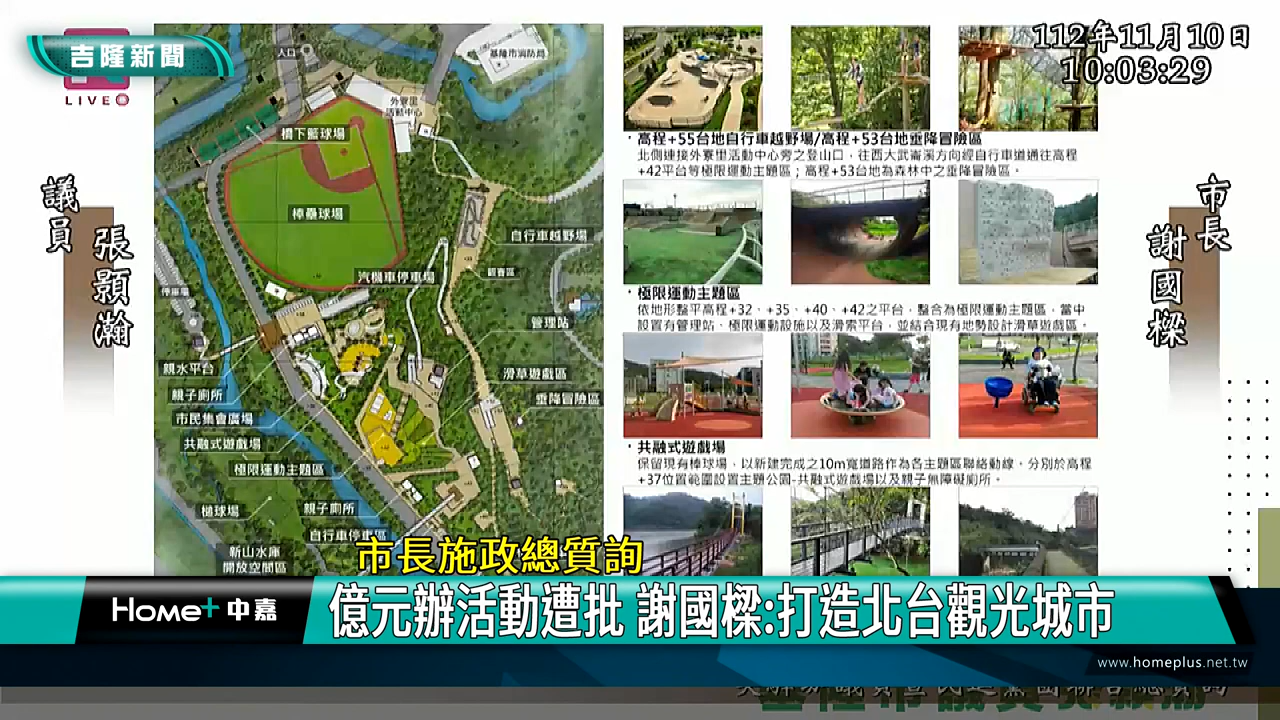 吉隆新聞
LIVE
112年11月10日
10:03:29
議員
張顥瀚
市長
謝國樑
入口
基隆市消防局
外寮里
活動中心
橋下籃球場
棒壘球場
自行車越野場
汽機車停車場
觀賽區
停車場
管理站
親水平台
滑草遊戲區
親子廁所
垂降冒險區
市民集會廣場
共融式遊戲場
極限運動主題區
槌球場
親子廁所
自行車停車區
新山水庫
開放空間區
・高程+55台地自行車越野場/高程+53台地垂降冒險區
北側連接外寮里活動中心旁之登山口，往西大武崙溪方向經自行車道通往高程
+42平台等極限運動主題區；高程+53台地為森林中之垂降冒險區。
・極限運動主題區
依地形整平高程+32、+35、+40、+42之平台，整合為極限運動主題區，當中
設置有管理站、極限運動設施以及滑索平台，並結合現有地勢設計滑草遊戲區。
・共融式遊戲場
保留現有棒球場，以新建完成之10m寬道路作為各主題區聯絡動線，分別於高程
+37位置範圍設置主題公園-共融式遊戲場以及親子無障礙廁所。
市長施政總質詢
Home+中嘉
億元辦活動遭批 謝國樑:打造北台觀光城市
www.homeplus.net.tw